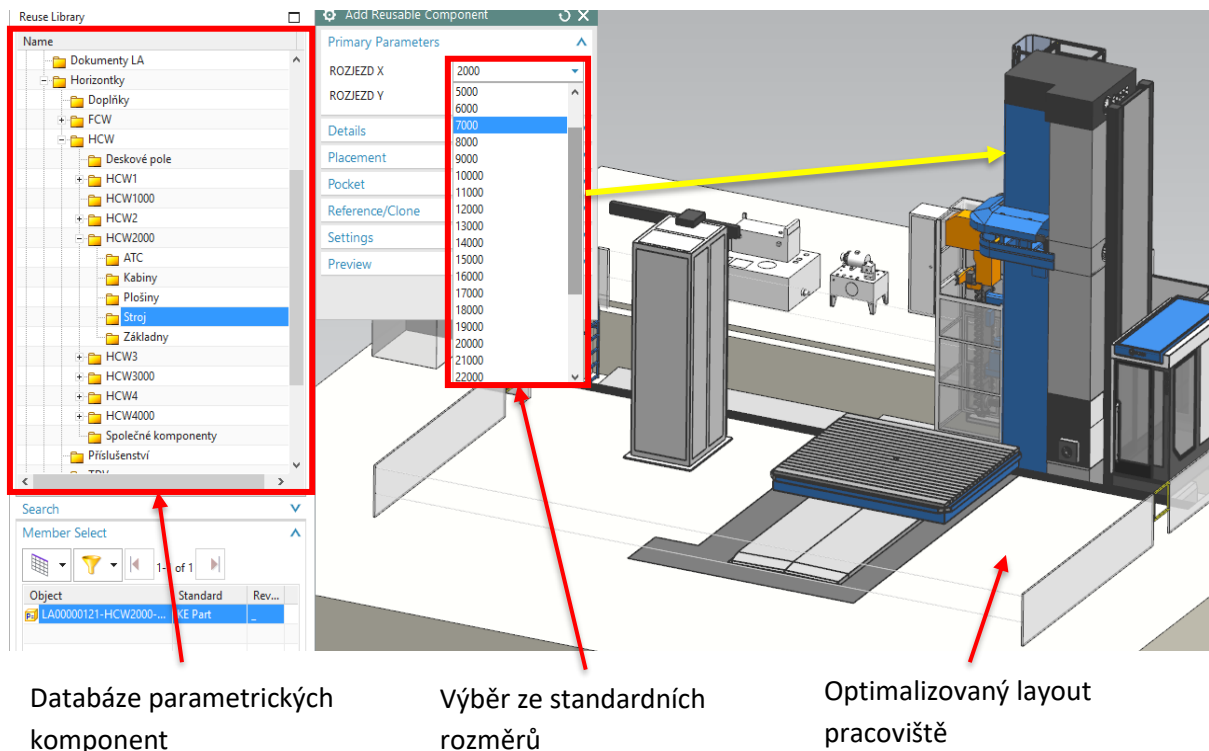 Reuse Library
Name
Dokumenty LA
Horizontky
Doplňky
FCW
HCW
Deskové pole
HCW1
HCW1000
HCW2
HCW2000
ATC
Kabiny
Plošiny
Stroj
Základny
HCW3
HCW3000
HCW4
HCW4000
Společné komponenty
Příslušenství
Search
Member Select
1- of 1
Object Standard Rev...
LA00000121-HCW2000-... KE Part _
Add Reusable Component
Primary Parameters
ROZJEZD X 2000
ROZJEZD Y
Details
Placement
Pocket
Reference/Clone
Settings
Preview
5000
6000
7000
8000
9000
10000
11000
12000
13000
14000
15000
16000
17000
18000
19000
20000
21000
22000
Databáze parametrických
komponent
Výběr ze standardních
rozměrů
Optimalizovaný layout
pracoviště